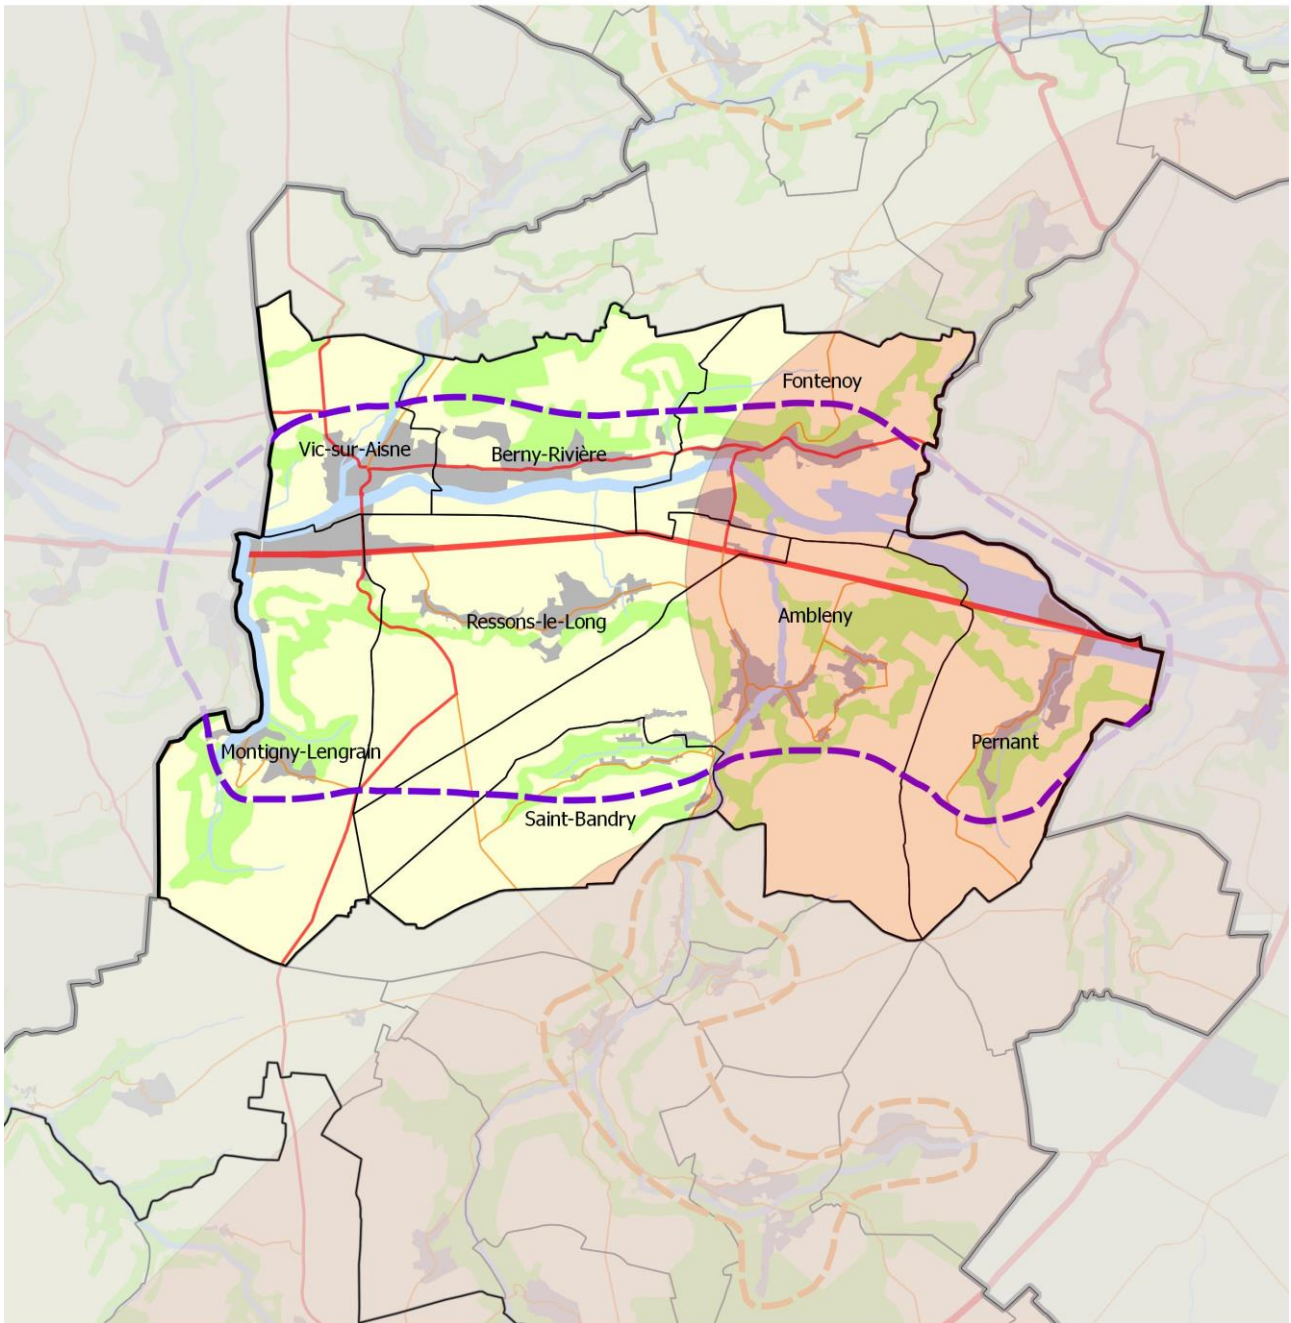 Fontenoy
Vic-sur-Aisne
Berny-Rivière
Ressons-le-Long
Ambleny
Montigny-Lengrain
Pernant
Saint-Bandry